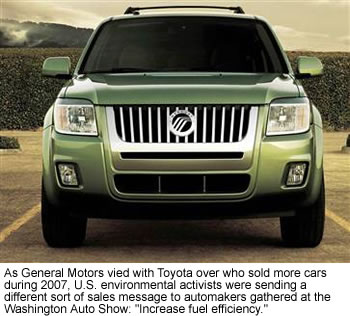 As General Motors vied with Toyota over who sold more cars
during 2007, U.S. environmental activists were sending a
different sort of sales message to automakers gathered at the
Washington Auto Show: "Increase fuel efficiency."